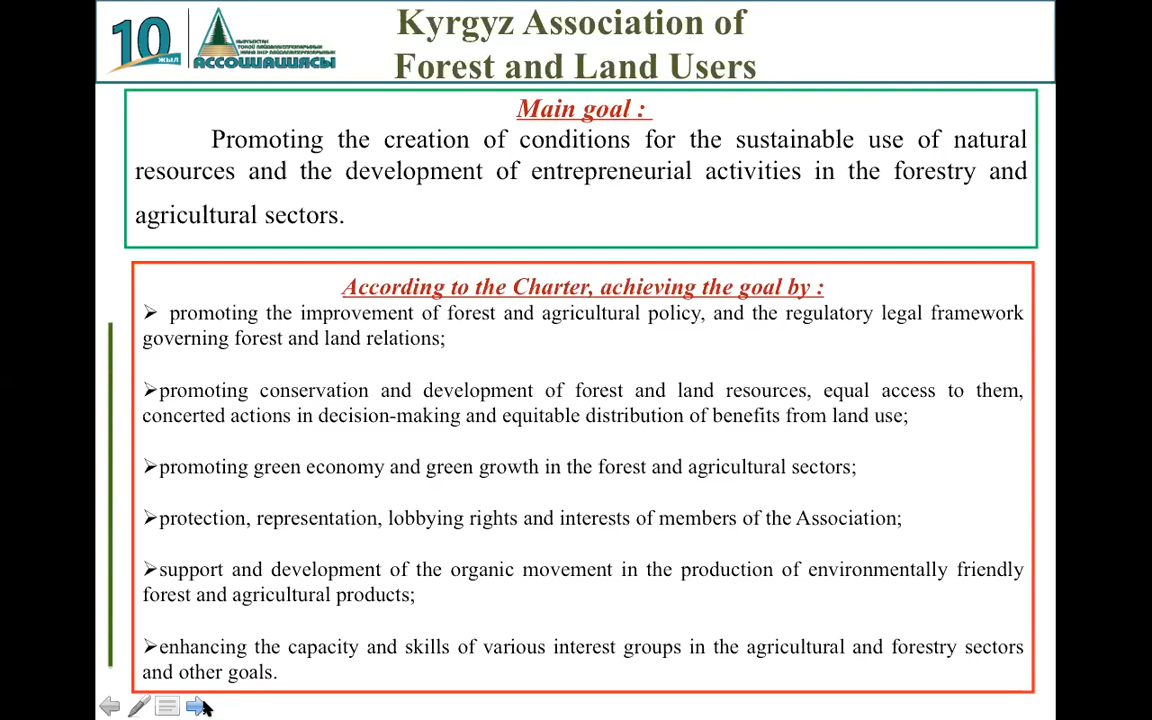 10
ЖЫЛ
КЫРГЫЗСТАН
ТОКОЙ ПАЙДАЛАНУУЧУЛАРЫНЫН
ЖАНА ЖЕР ПАЙДАЛАНУУЧУЛАРЫНЫН
АССОЦИАЦИЯСЫ
Kyrgyz Association of
Forest and Land Users
Main goal :
Promoting the creation of conditions for the sustainable use of natural
resources and the development of entrepreneurial activities in the forestry and
agricultural sectors.
According to the Charter, achieving the goal by :
➢ promoting the improvement of forest and agricultural policy, and the regulatory legal framework
governing forest and land relations;
➢promoting conservation and development of forest and land resources, equal access to them,
concerted actions in decision-making and equitable distribution of benefits from land use;
➢promoting green economy and green growth in the forest and agricultural sectors;
➢protection, representation, lobbying rights and interests of members of the Association;
➢support and development of the organic movement in the production of environmentally friendly
forest and agricultural products;
➢enhancing the capacity and skills of various interest groups in the agricultural and forestry sectors
and other goals.